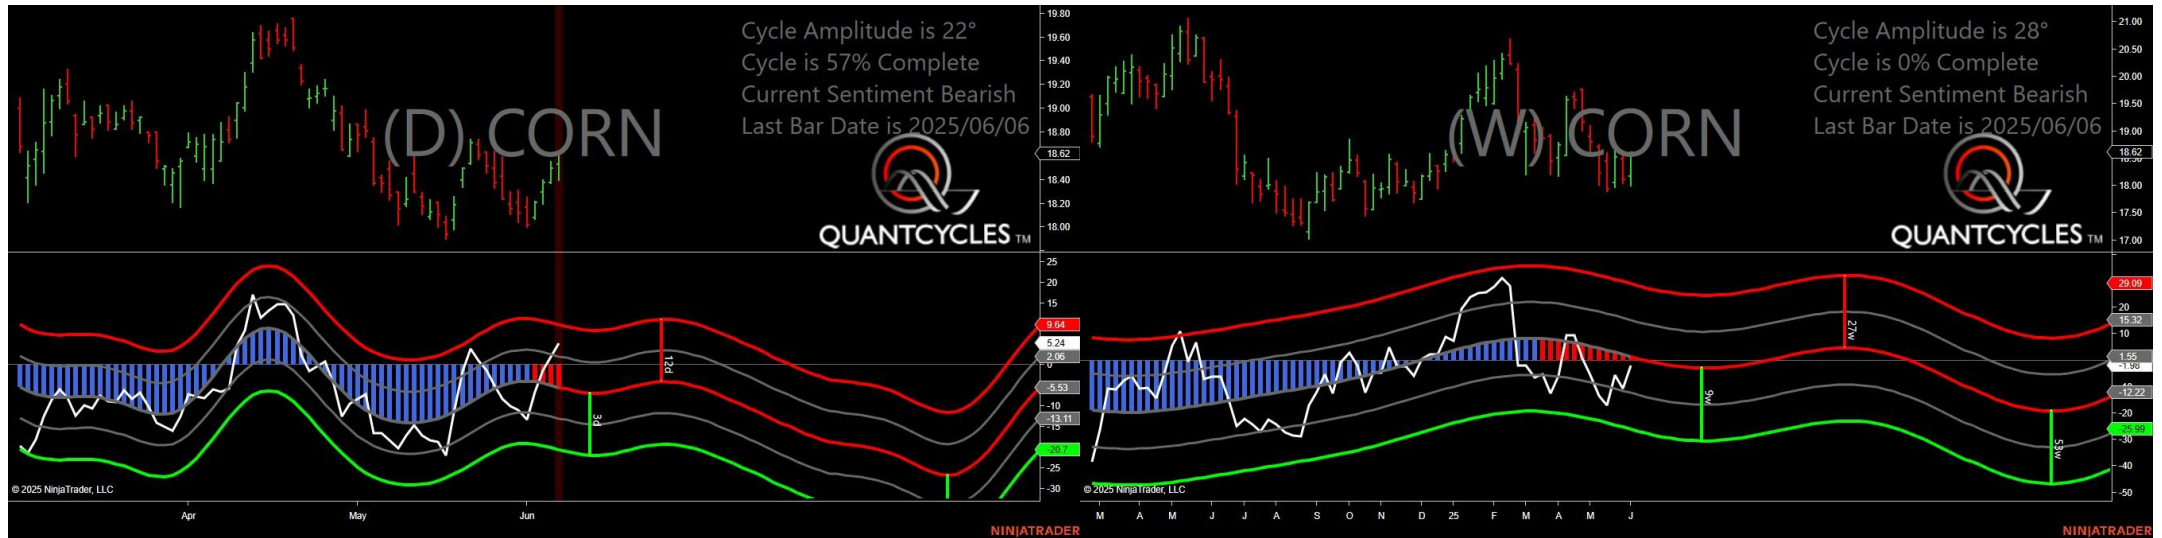 Cycle Amplitude is 22°
Cycle is 57% Complete
Current Sentiment Bearish
Last Bar Date is 2025/06/06
(D) CORN
QUANTCYCLES TM
19.80
19.60
19.40
19.20
19.00
18.80
18.62
18.40
18.20
18.00
25
20
15
9.64
5.24
2.06
0
-5.53
-10
-13.11
-15
-20.7
-25
-30
12d
3d
© 2025 NinjaTrader, LLC
Apr May Jun
NINJATRADER
Cycle Amplitude is 28°
Cycle is 0% Complete
Current Sentiment Bearish
Last Bar Date is 2025/06/06
(W) CORN
QUANTCYCLES TM
21.00
20.50
20.00
19.50
19.00
18.62
18.50
18.00
17.50
17.00
29.09
20
15.32
10
1.55
-1.98
-12.22
-20
-25.99
-30
-40
-50
27w
9w
53w
© 2025 NinjaTrader, LLC
M A M J J A S O N D 25 F M A M J
NINJATRADER